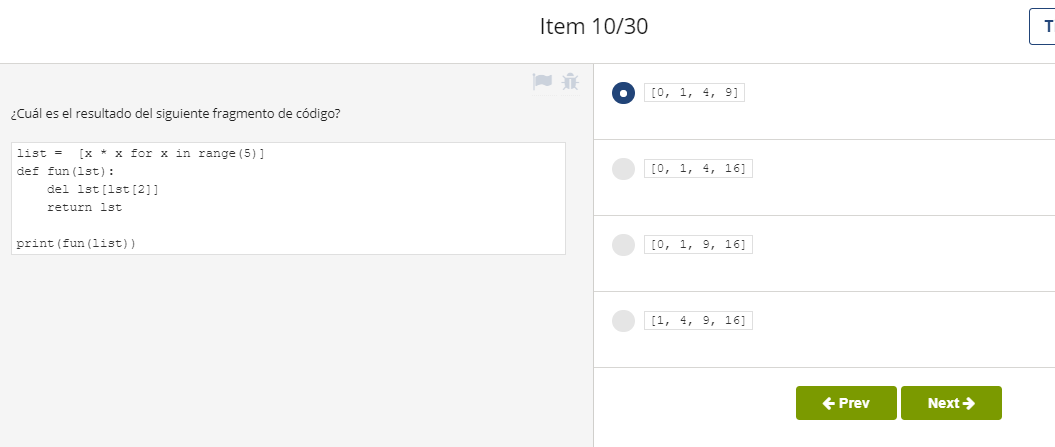 Item 10/30
T
¿Cuál es el resultado del siguiente fragmento de código?
list =  [x * x for x in range(5)]
def fun(lst):
    del lst[lst[2]]
    return lst
print(fun(list))
[0, 1, 4, 9]
[0, 1, 4, 16]
[0, 1, 9, 16]
[1, 4, 9, 16]
Prev
Next